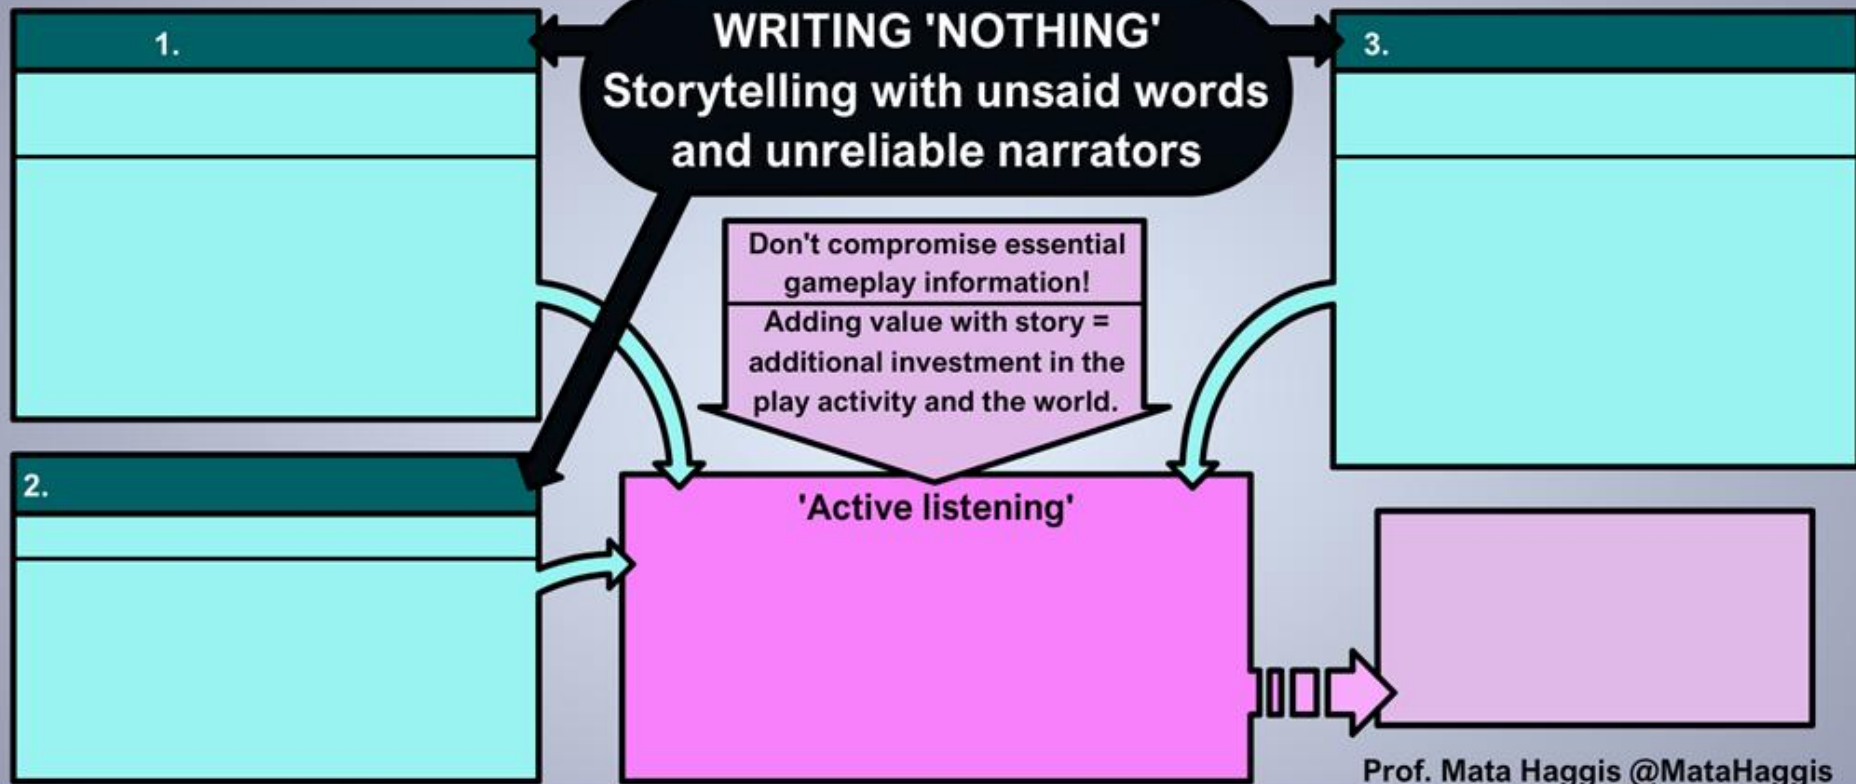 WRITING 'NOTHING'
Storytelling with unsaid words
and unreliable narrators
1.
2.
3.
Don't compromise essential
gameplay information!
Adding value with story =
additional investment in the
play activity and the world.
'Active listening'
Prof. Mata Haggis @MataHaggis